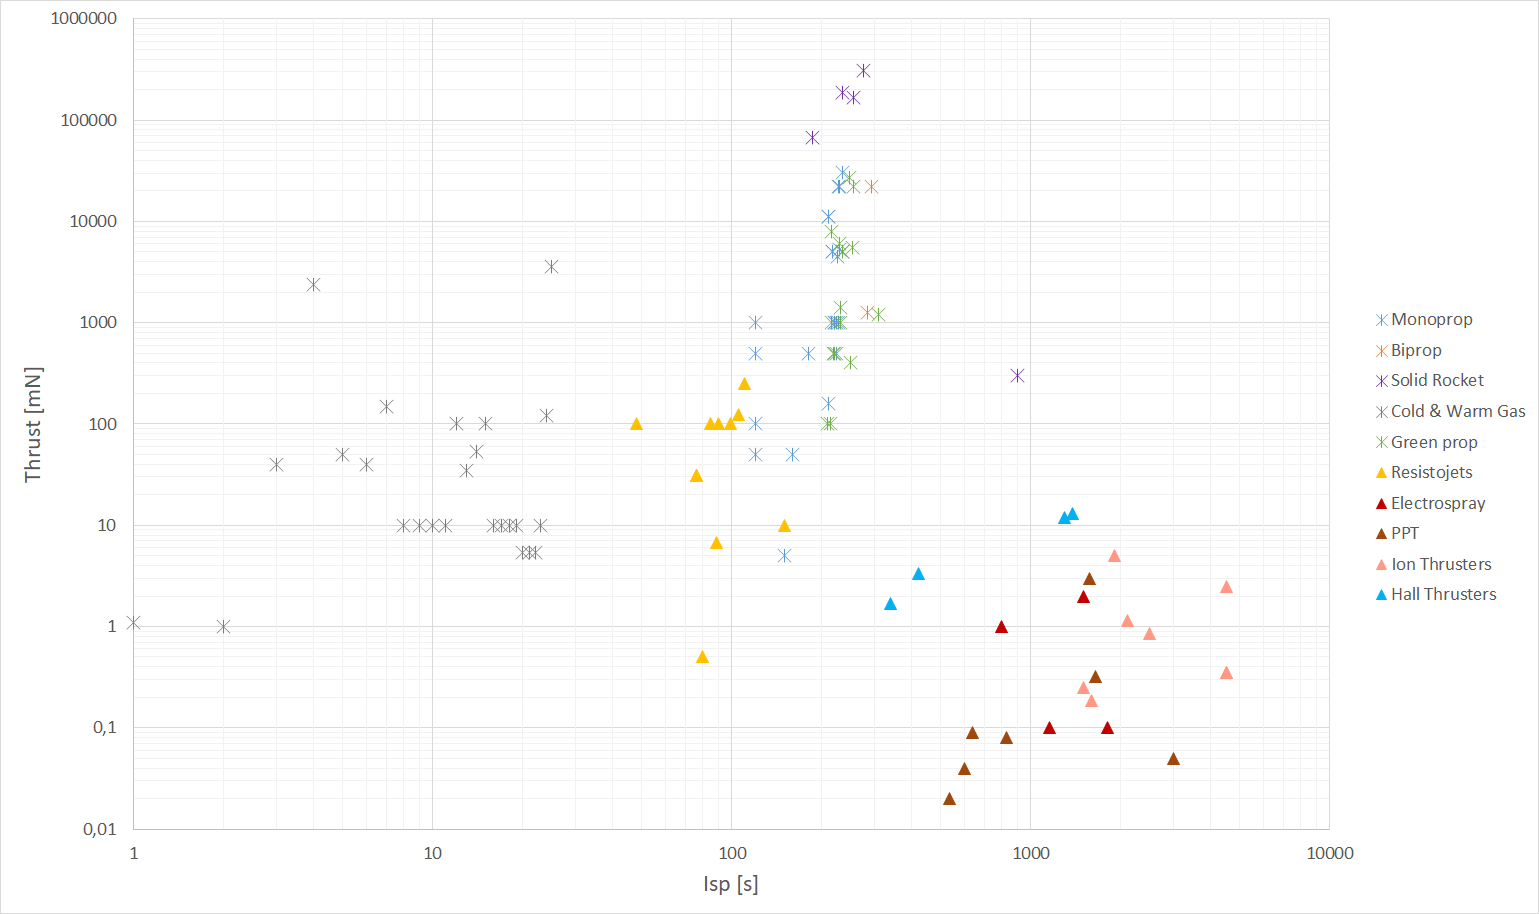 1000000
100000
10000
1000
100
10
1
0,1
0,01
Thrust [mN]
1
10
100
1000
10000
Isp [s]
Monoprop
Biprop
Solid Rocket
Cold & Warm Gas
Green prop
Resistojets
Electrospray
PPT
Ion Thrusters
Hall Thrusters